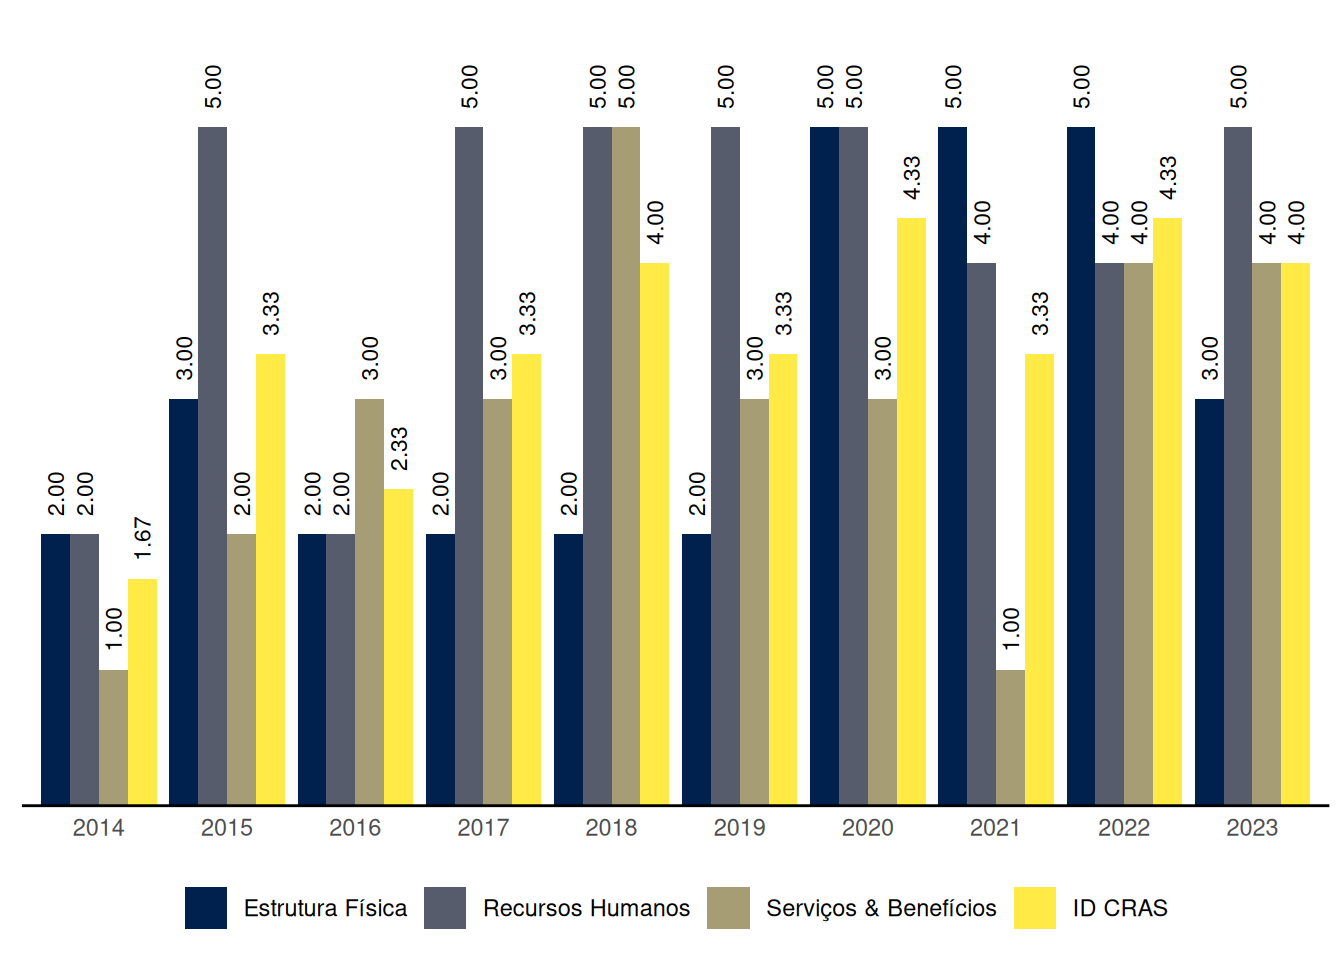 2.00 2.00 1.00 1.67
3.00 5.00 2.00 3.33
2.00 2.00 3.00 2.33
2.00 5.00 3.00 3.33
2.00 5.00 5.00 4.00
2.00 5.00 3.00 3.33
5.00 5.00 3.00 4.33
5.00 4.00 1.00 3.33
5.00 4.00 4.00 4.33
3.00 5.00 4.00 4.00
2014 2015 2016 2017 2018 2019 2020 2021 2022 2023
Estrutura Física Recursos Humanos Serviços & Benefícios ID CRAS